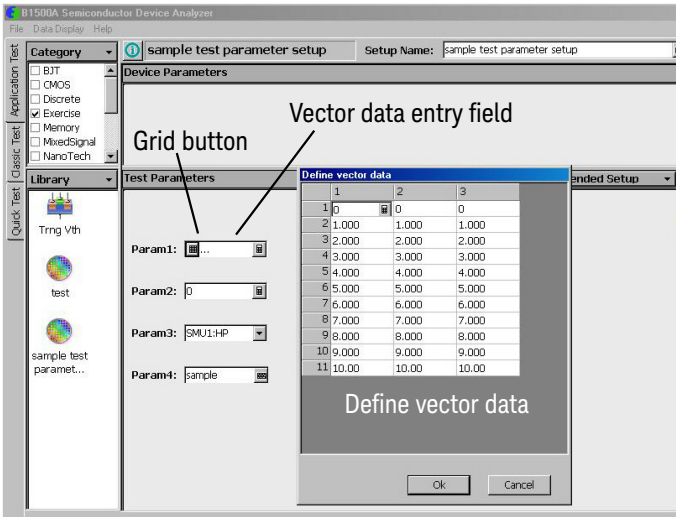 B1500A Semiconductor Device Analyzer
File Data Display Help
Application Test
Classic Test
Quick Test
Category
BJT
CMOS
Discrete
Exercise
Memory
MixedSignal
NanoTech
sample test parameter setup
Setup Name: sample test parameter setup
Device Parameters
Vector data entry field
Grid button
Library
Trng Vth
test
sample test
paramet...
Test Parameters
ended Setup
Param1: ...
Param2: 0
Param3: SMU1:HP
Param4: sample
Define vector data
1 2 3
1 0 0 0
2 1.000 1.000 1.000
3 2.000 2.000 2.000
4 3.000 3.000 3.000
5 4.000 4.000 4.000
6 5.000 5.000 5.000
7 6.000 6.000 6.000
8 7.000 7.000 7.000
9 8.000 8.000 8.000
10 9.000 9.000 9.000
11 10.00 10.00 10.00
Define vector data
Ok Cancel